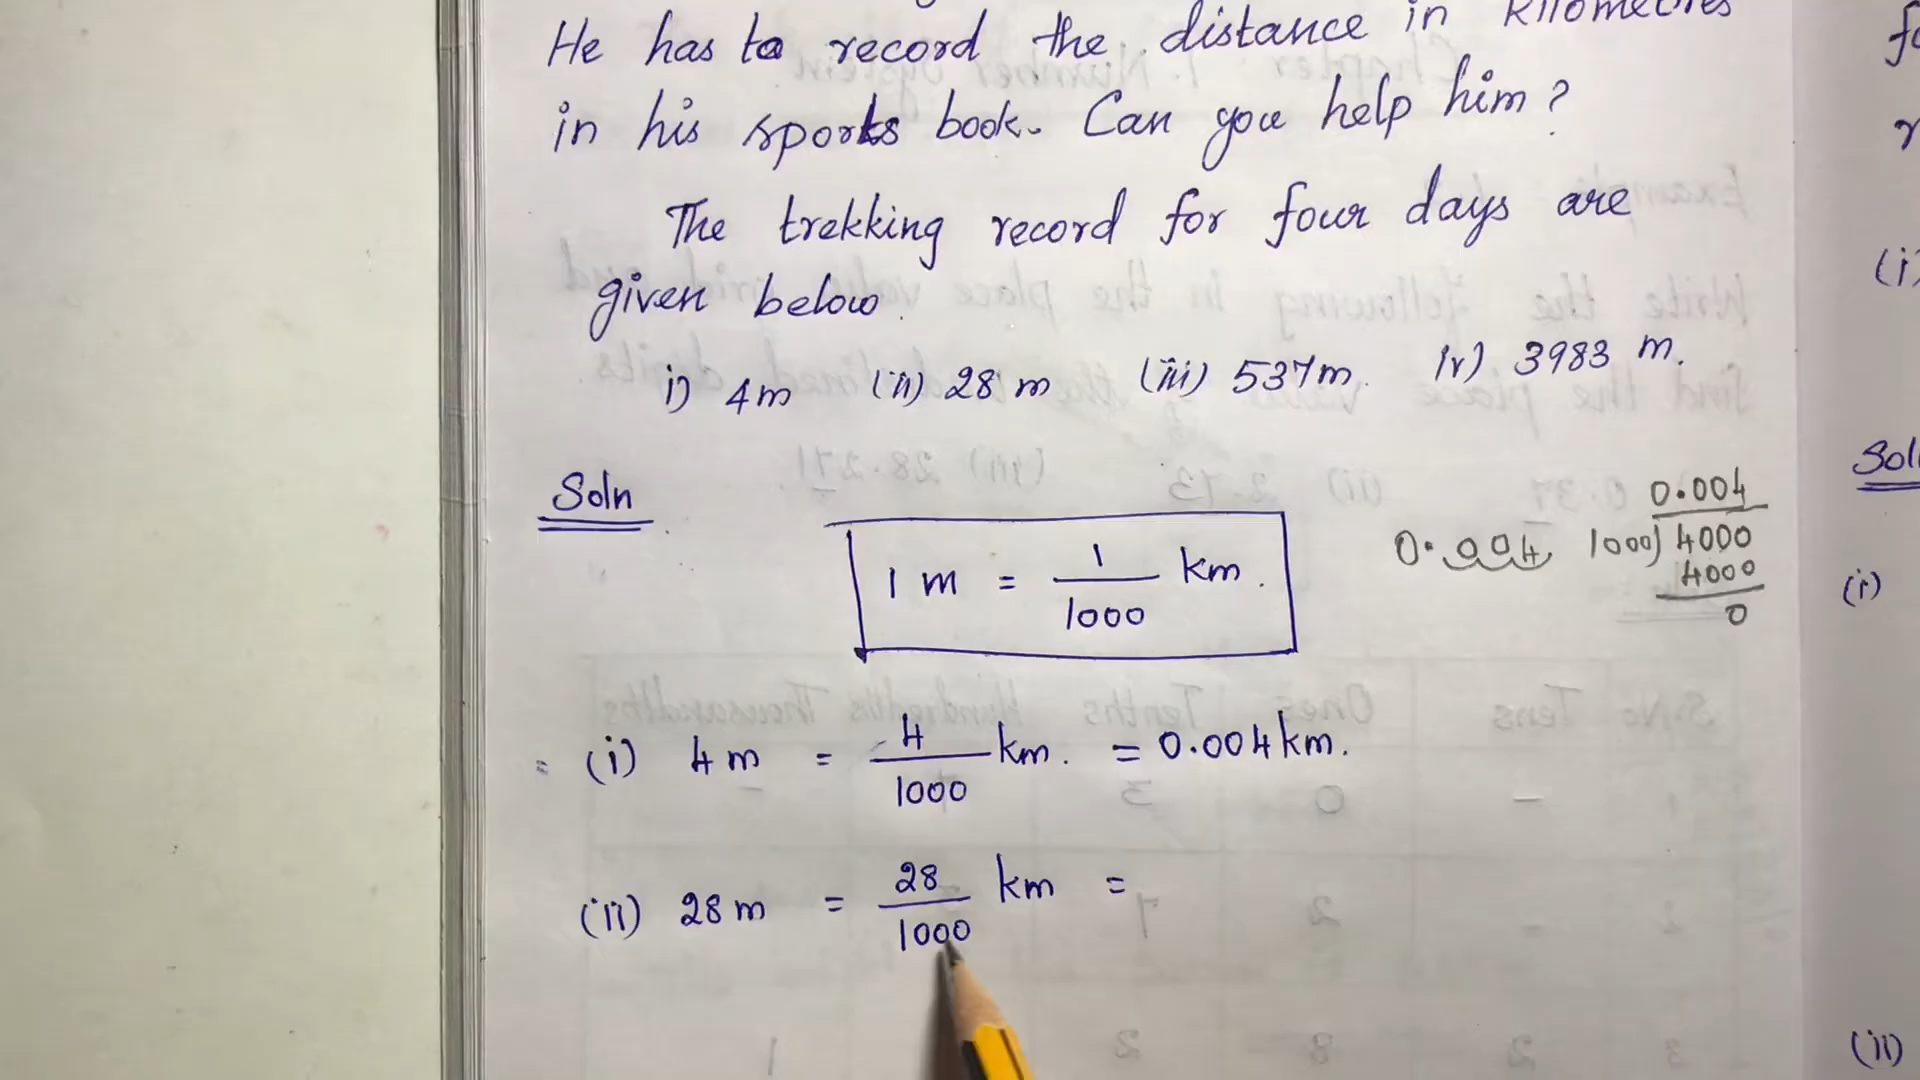 He has to record the distance in kilometres
in his sports book. Can you help him?
The trekking record for four days are
given below.
i) 4m (ii) 28 m (iii) 537m. iv) 3983 m.
Soln
1 m = 1/1000 km.
0.004
0.004 1000) 4000
4000
0
= (i) 4 m = 4/1000 km. = 0.004 km.
(ii) 28 m = 28/1000 km =
Soln
(i)
(ii)